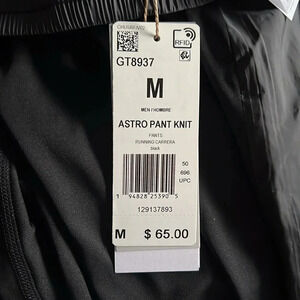 RFID
GT8937
M
MEN / HOMBRE
ASTRO PANT KNIT
PANTS
RUNNING CARRERA
black
50
696
UPC
1 94828 25390 5
129137893
M $ 65.00